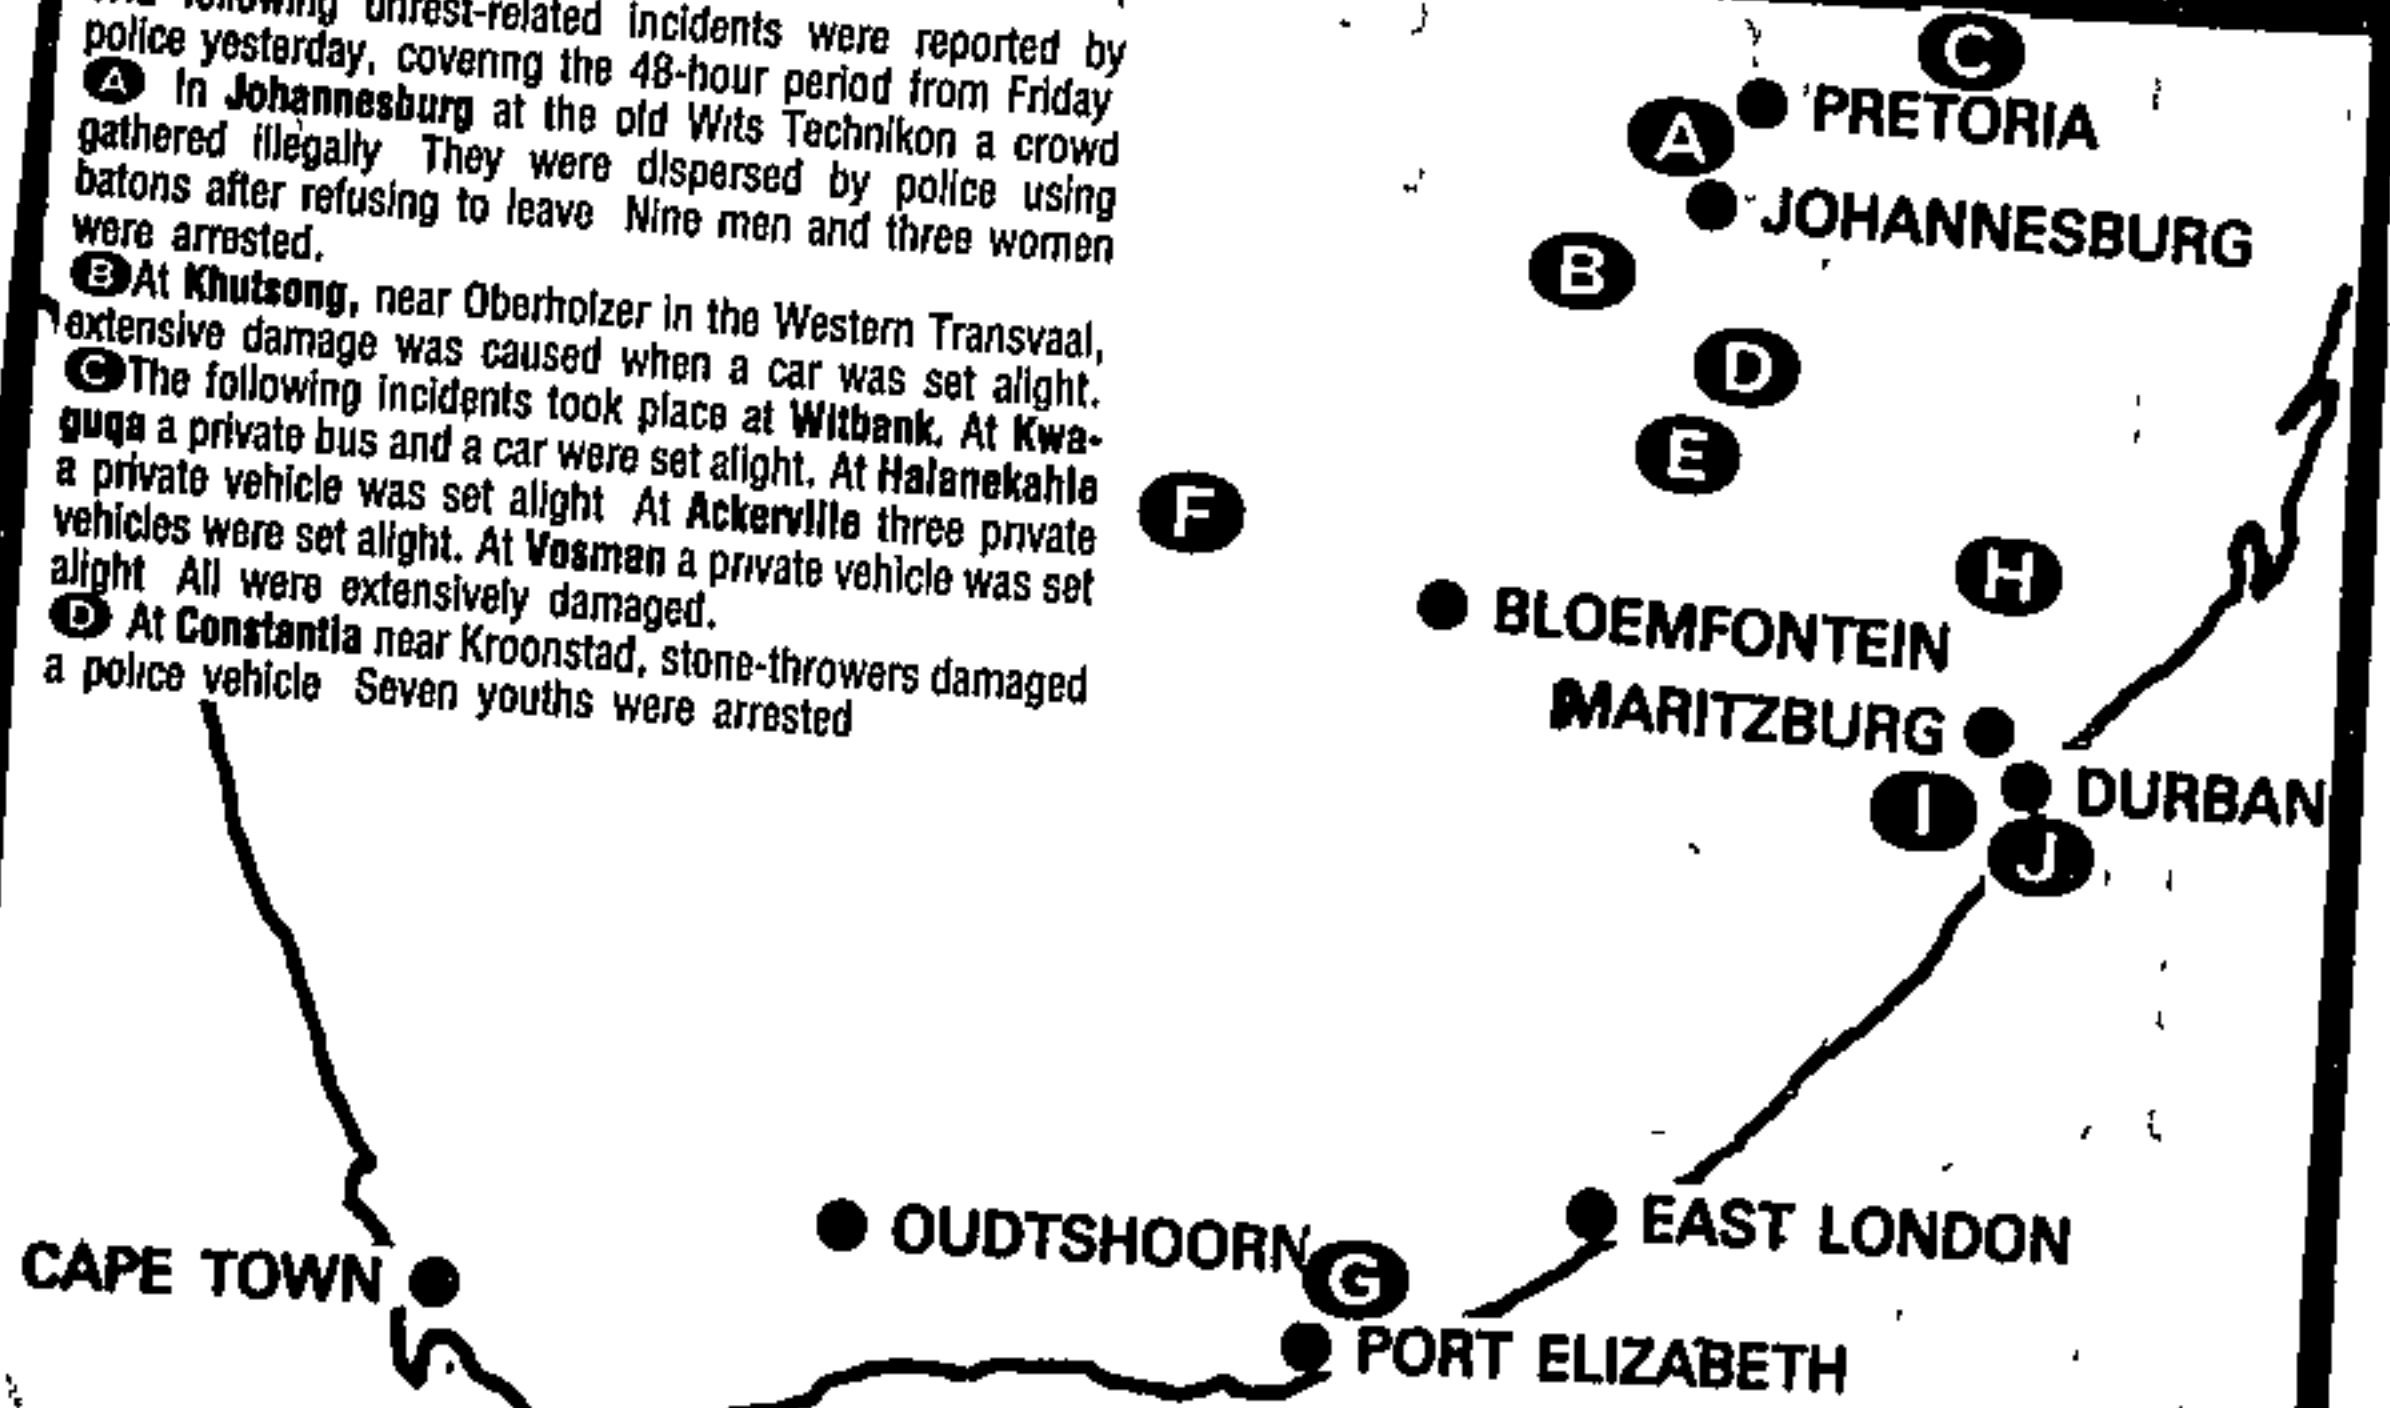 following unrest-related incidents were reported by
police yesterday, covering the 48-hour period from Friday
A In Johannesburg at the old Wits Technikon a crowd
gathered illegally They were dispersed by police using
batons after refusing to leave Nine men and three women
were arrested.
B At Khutsong, near Oberholzer in the Western Transvaal,
extensive damage was caused when a car was set alight.
C The following incidents took place at Witbank. At Kwa-
guqa a private bus and a car were set alight. At Halanekahle
a private vehicle was set alight At Ackerville three private
vehicles were set alight. At Vosman a private vehicle was set
alight All were extensively damaged.
D At Constantia near Kroonstad, stone-throwers damaged
a police vehicle Seven youths were arrested
C
PRETORIA
A
JOHANNESBURG
B
D
E
F
H
BLOEMFONTEIN
MARITZBURG
I
DURBAN
J
OUDTSHOORN
EAST LONDON
CAPE TOWN
G
PORT ELIZABETH